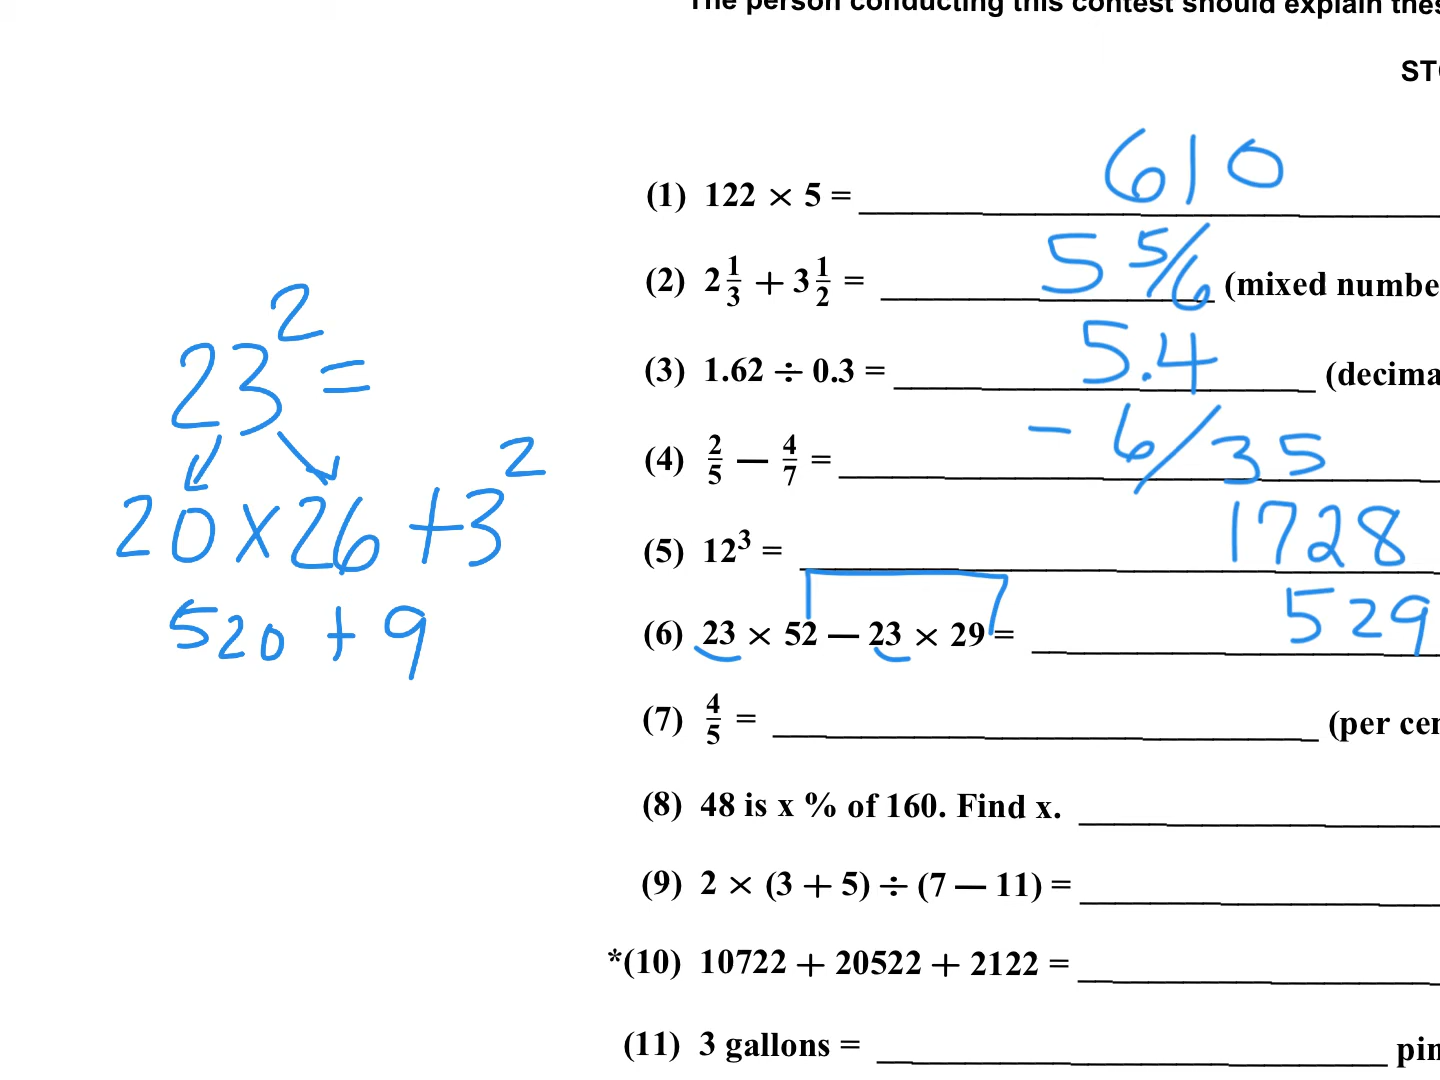 The person conducting this contest should explain thes
ST
(1) 122 × 5 = 610
(2) 2 1/3 + 3 1/2 = 5 5/6 (mixed numbe
(3) 1.62 ÷ 0.3 = 5.4 (decima
(4) 2/5 — 4/7 = - 6/35
(5) 12³ = 1728
(6) 23 × 52 — 23 × 29 = 529
(7) 4/5 = (per cen
(8) 48 is x % of 160. Find x.
(9) 2 × (3 + 5) ÷ (7 — 11) =
*(10) 10722 + 20522 + 2122 =
(11) 3 gallons = pin
23² =
20 × 26 + 3²
520 + 9